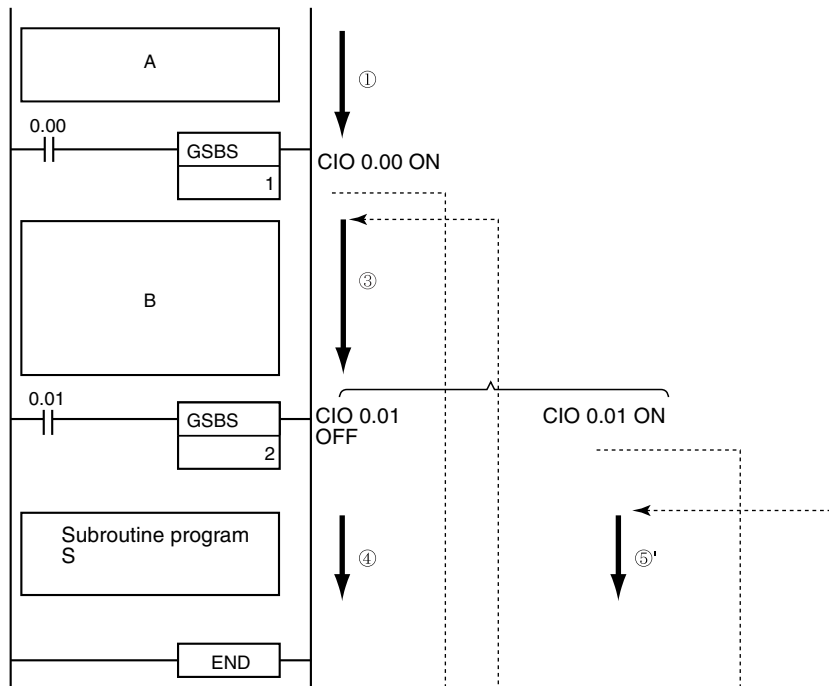 A
①
0.00
GSBS
1
CIO 0.00 ON
B
③
0.01
GSBS
2
CIO 0.01
OFF
CIO 0.01 ON
Subroutine program
S
④
⑤'
END